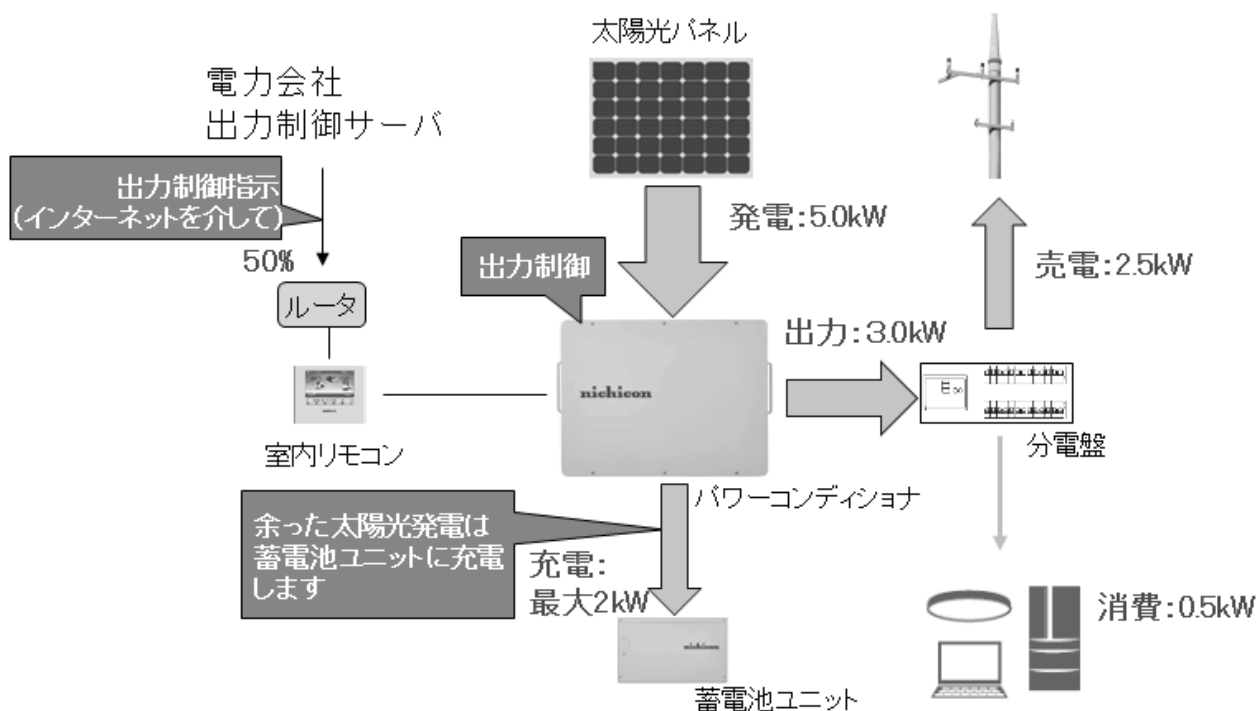 太陽光パネル
電力会社
出力制御サーバ
出力制御指示
(インターネットを介して)
50%
ルータ
室内リモコン
出力制御
発電:5.0kW
売電:2.5kW
出力:3.0kW
nichicon
分電盤
パワーコンディショナ
余った太陽光発電は
蓄電池ユニットに充電
します
充電:
最大2kW
nichicon
蓄電池ユニット
消費:0.5kW